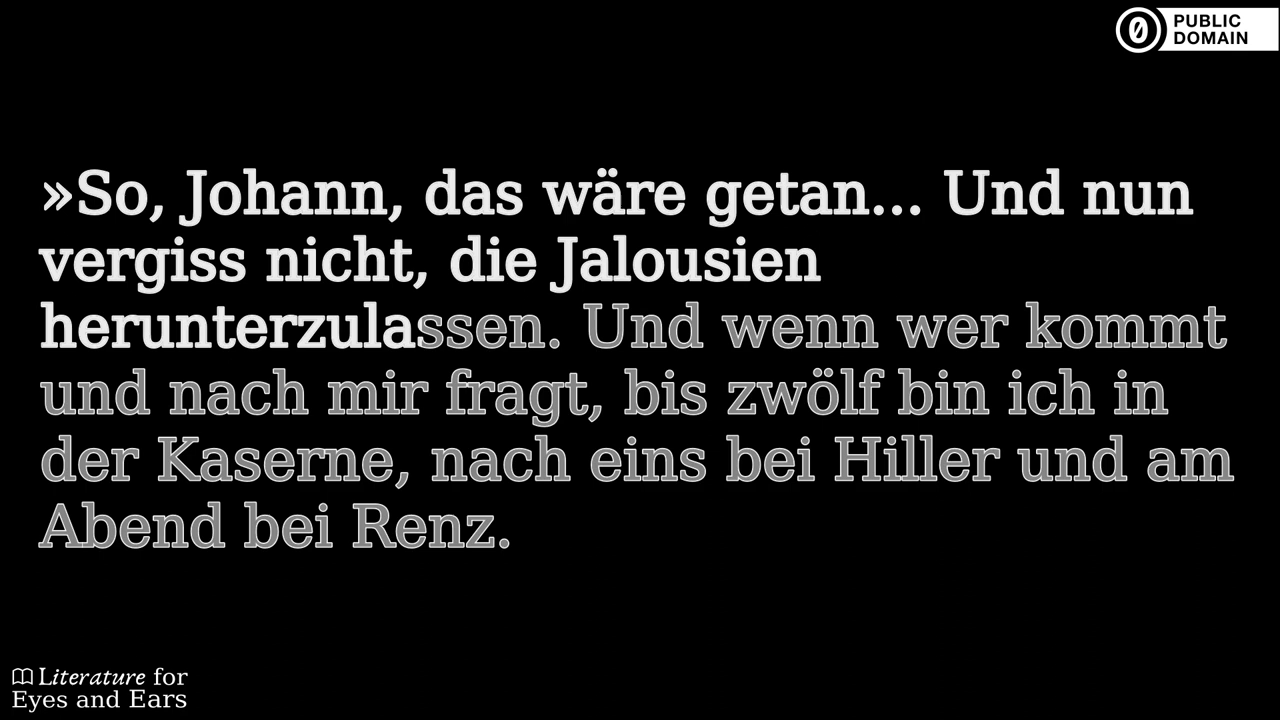 PUBLIC
DOMAIN
»So, Johann, das wäre getan... Und nun
vergiss nicht, die Jalousien
herunterzulassen. Und wenn wer kommt
und nach mir fragt, bis zwölf bin ich in
der Kaserne, nach eins bei Hiller und am
Abend bei Renz.
Literature for
Eyes and Ears